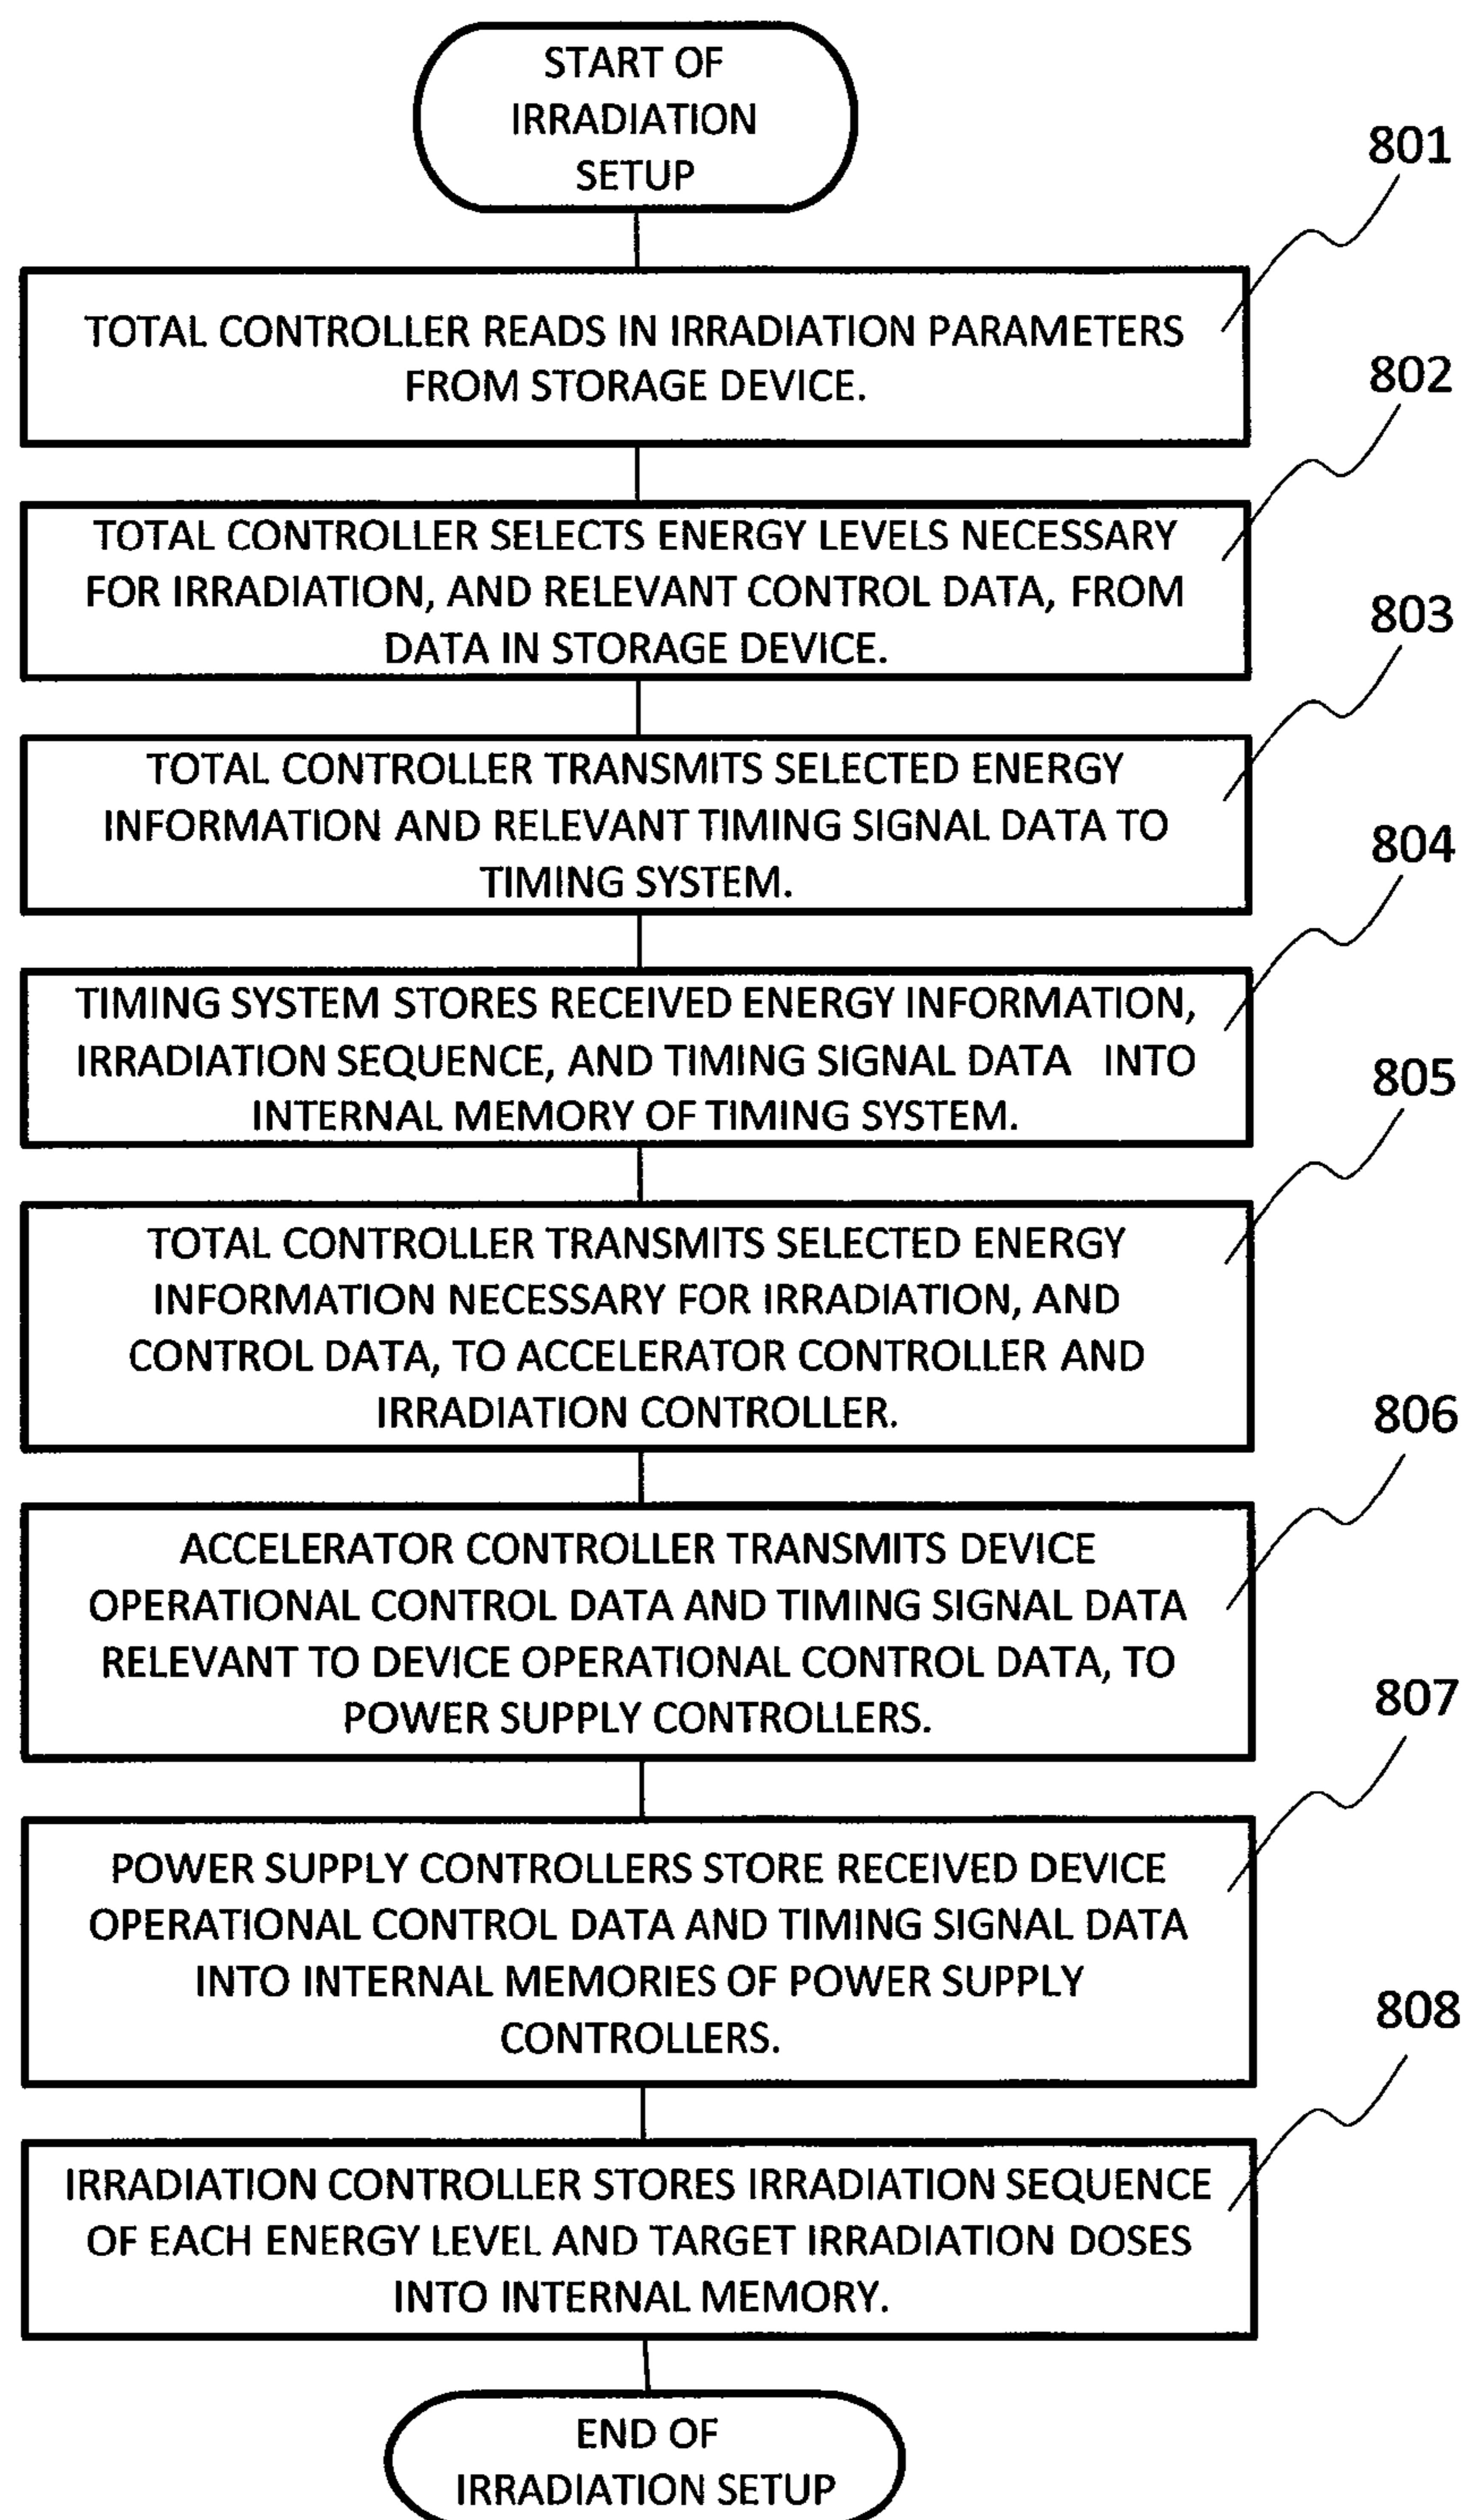 START OF
IRRADIATION
SETUP
801
TOTAL CONTROLLER READS IN IRRADIATION PARAMETERS
FROM STORAGE DEVICE.
802
TOTAL CONTROLLER SELECTS ENERGY LEVELS NECESSARY
FOR IRRADIATION, AND RELEVANT CONTROL DATA, FROM
DATA IN STORAGE DEVICE.
803
TOTAL CONTROLLER TRANSMITS SELECTED ENERGY
INFORMATION AND RELEVANT TIMING SIGNAL DATA TO
TIMING SYSTEM.
804
TIMING SYSTEM STORES RECEIVED ENERGY INFORMATION,
IRRADIATION SEQUENCE, AND TIMING SIGNAL DATA INTO
INTERNAL MEMORY OF TIMING SYSTEM.
805
TOTAL CONTROLLER TRANSMITS SELECTED ENERGY
INFORMATION NECESSARY FOR IRRADIATION, AND
CONTROL DATA, TO ACCELERATOR CONTROLLER AND
IRRADIATION CONTROLLER.
806
ACCELERATOR CONTROLLER TRANSMITS DEVICE
OPERATIONAL CONTROL DATA AND TIMING SIGNAL DATA
RELEVANT TO DEVICE OPERATIONAL CONTROL DATA, TO
POWER SUPPLY CONTROLLERS.
807
POWER SUPPLY CONTROLLERS STORE RECEIVED DEVICE
OPERATIONAL CONTROL DATA AND TIMING SIGNAL DATA
INTO INTERNAL MEMORIES OF POWER SUPPLY
CONTROLLERS.
808
IRRADIATION CONTROLLER STORES IRRADIATION SEQUENCE
OF EACH ENERGY LEVEL AND TARGET IRRADIATION DOSES
INTO INTERNAL MEMORY.
END OF
IRRADIATION SETUP